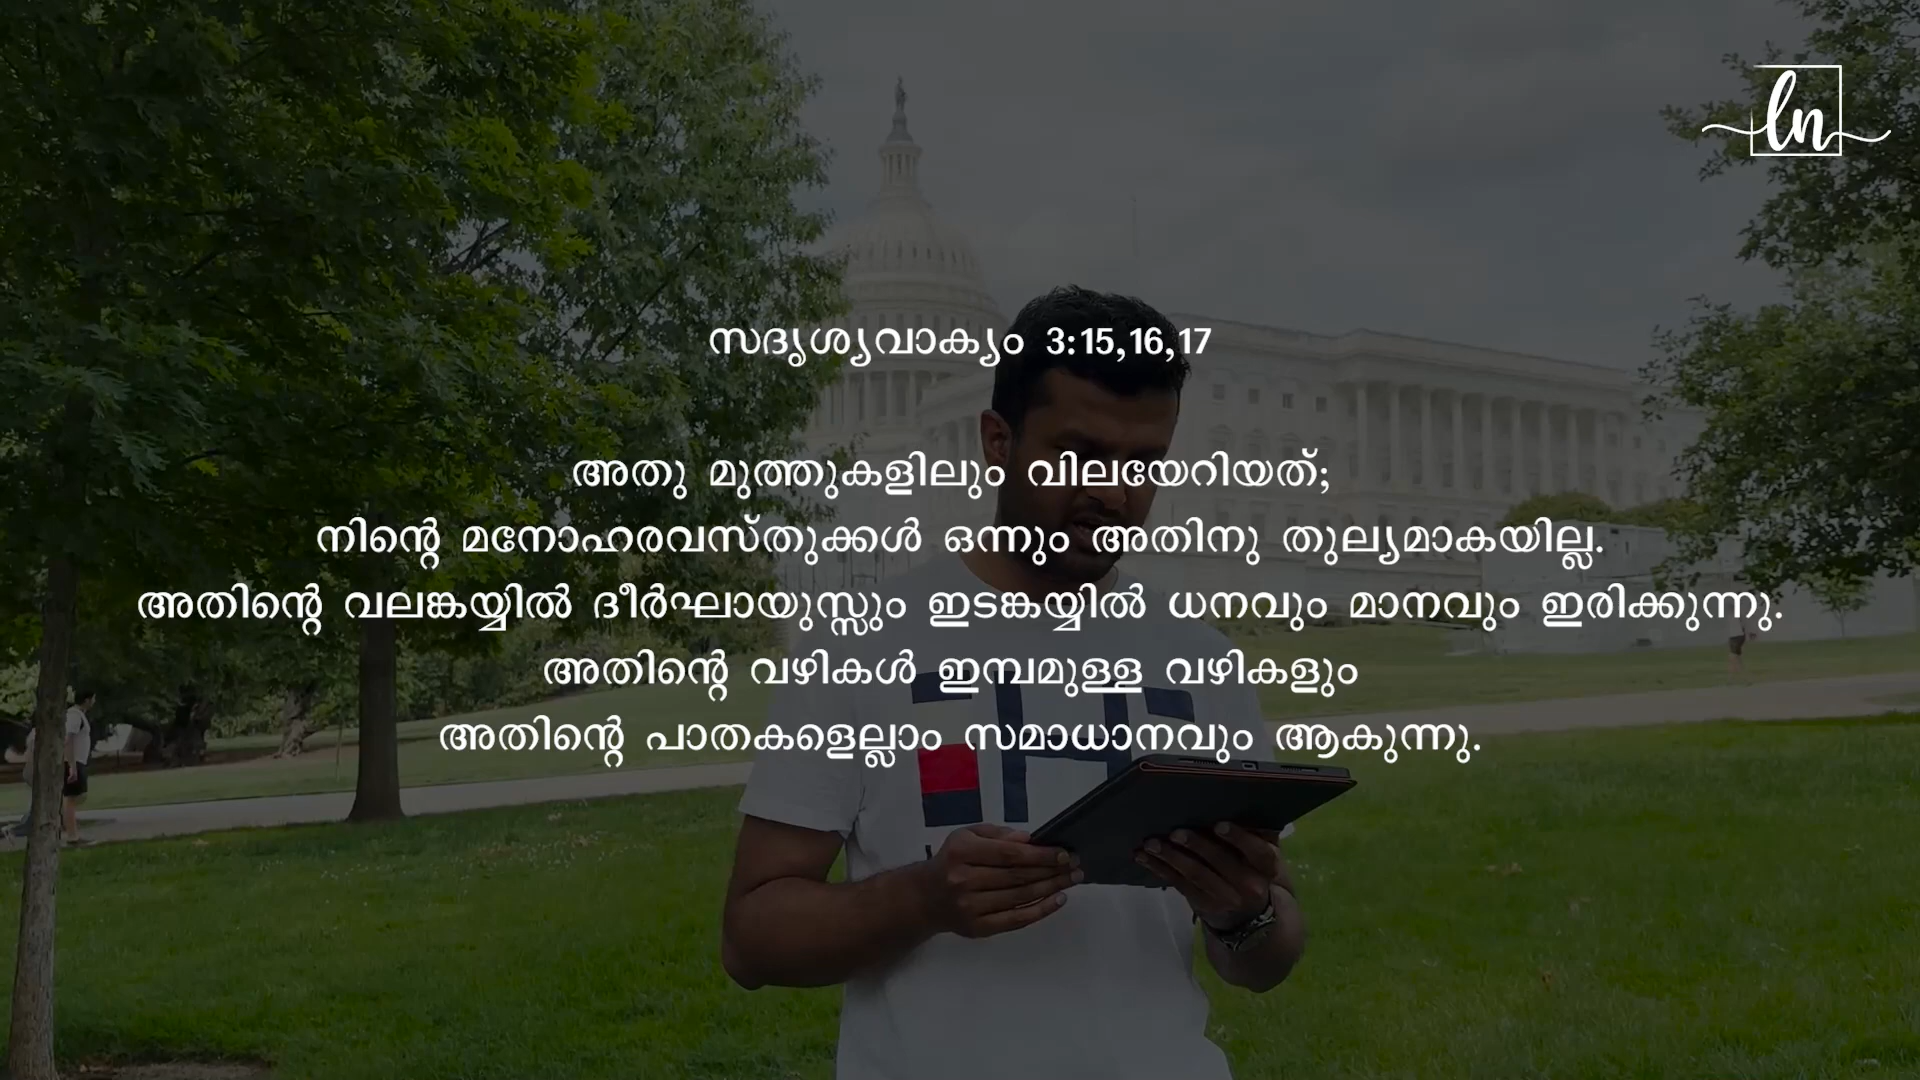 ln
സദൃശ്യവാക്യം 3:15,16,17
അതു മുത്തുകളിലും വിലയേറിയത്;
നിന്റെ മനോഹരവസ്തുക്കൾ ഒന്നും അതിനു തുല്യമാകയില്ല.
അതിന്റെ വലങ്കയ്യിൽ ദീർഘായുസ്സും ഇടങ്കയ്യിൽ ധനവും മാനവും ഇരിക്കുന്നു.
അതിന്റെ വഴികൾ ഇമ്പമുള്ള വഴികളും
അതിന്റെ പാതകളെല്ലാം സമാധാനവും ആകുന്നു.